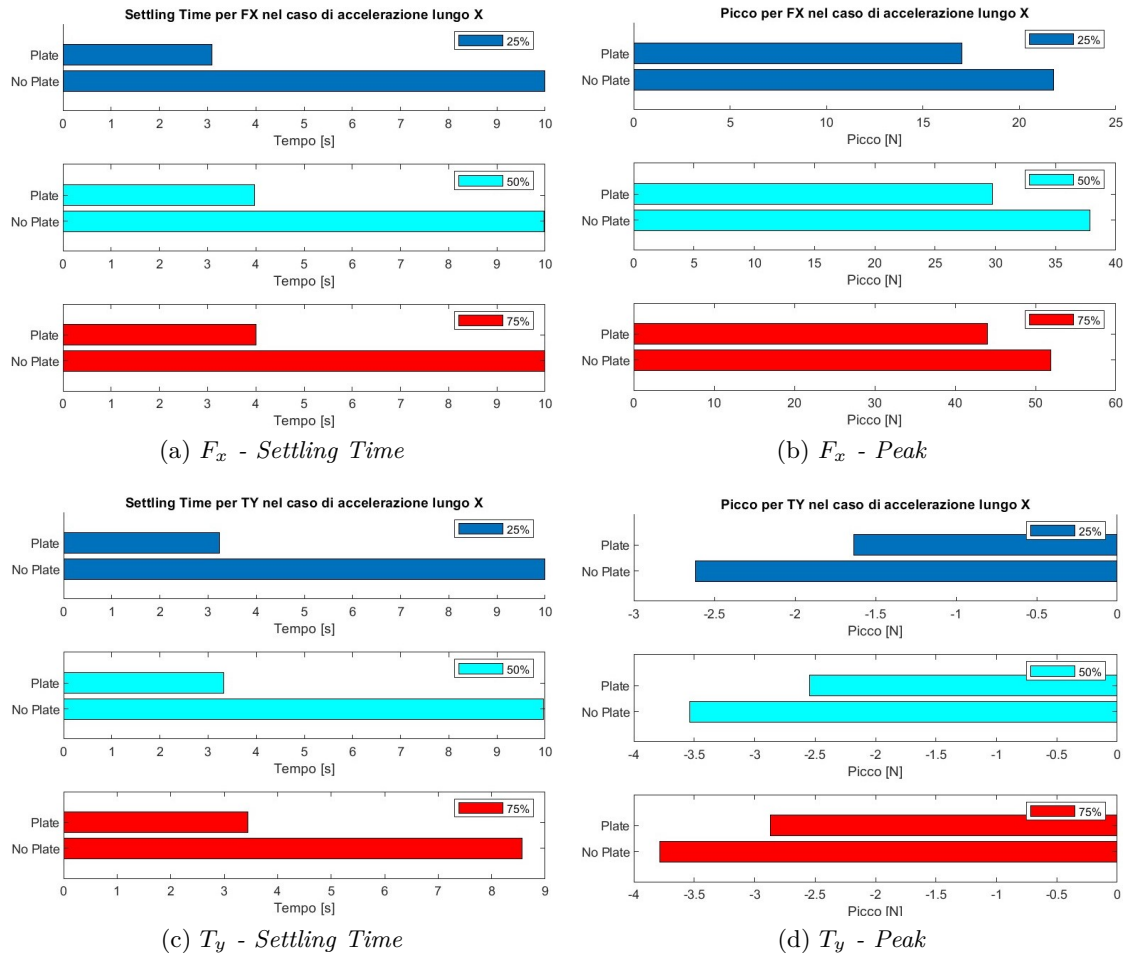 Settling Time per FX nel caso di accelerazione lungo X
25%
Plate
No Plate
0 1 2 3 4 5 6 7 8 9 10
Tempo [s]
50%
Plate
No Plate
0 1 2 3 4 5 6 7 8 9 10
Tempo [s]
75%
Plate
No Plate
0 1 2 3 4 5 6 7 8 9 10
Tempo [s]
(a) Fx - Settling Time
Picco per FX nel caso di accelerazione lungo X
25%
Plate
No Plate
0 5 10 15 20 25
Picco [N]
50%
Plate
No Plate
0 5 10 15 20 25 30 35 40
Picco [N]
75%
Plate
No Plate
0 10 20 30 40 50 60
Picco [N]
(b) Fx - Peak
Settling Time per TY nel caso di accelerazione lungo X
25%
Plate
No Plate
0 1 2 3 4 5 6 7 8 9 10
Tempo [s]
50%
Plate
No Plate
0 1 2 3 4 5 6 7 8 9 10
Tempo [s]
75%
Plate
No Plate
0 1 2 3 4 5 6 7 8 9
Tempo [s]
(c) Ty - Settling Time
Picco per TY nel caso di accelerazione lungo X
25%
Plate
No Plate
-3 -2.5 -2 -1.5 -1 -0.5 0
Picco [N]
50%
Plate
No Plate
-4 -3.5 -3 -2.5 -2 -1.5 -1 -0.5 0
Picco [N]
75%
Plate
No Plate
-4 -3.5 -3 -2.5 -2 -1.5 -1 -0.5 0
Picco [N]
(d) Ty - Peak